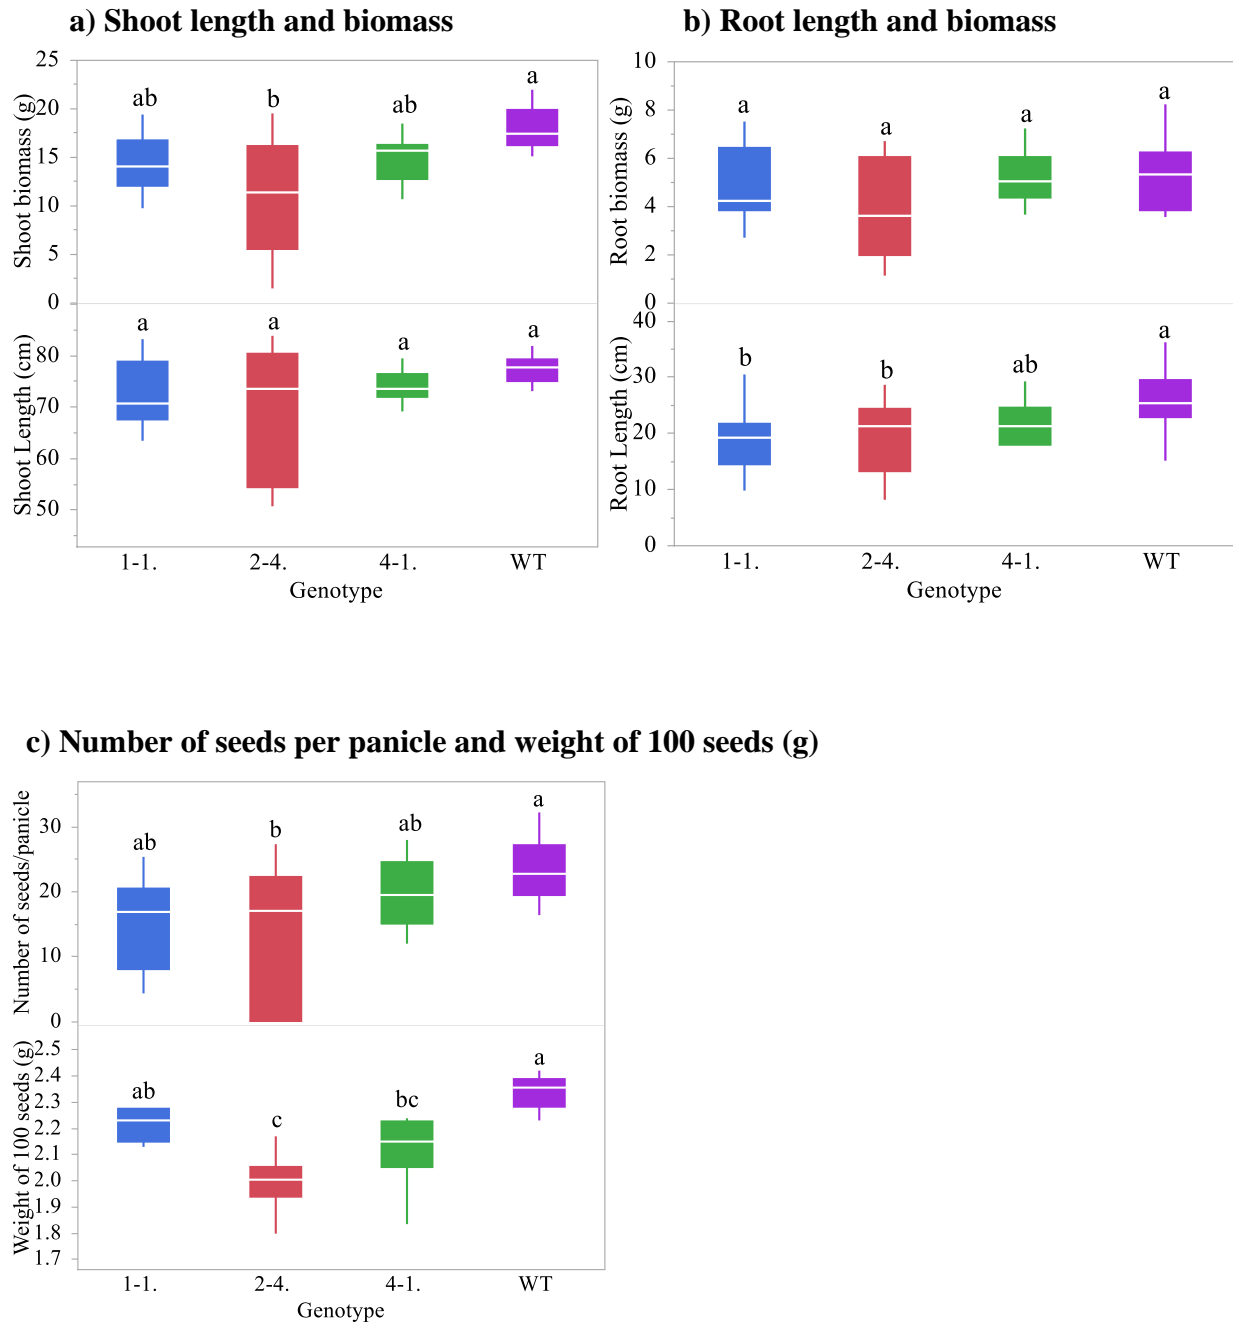 a) Shoot length and biomass
Shoot biomass (g)
25
20
15
10
5
0
ab
b
ab
a
Shoot Length (cm)
80
70
60
50
a
a
a
a
1-1.
2-4.
4-1.
WT
Genotype
b) Root length and biomass
Root biomass (g)
10
8
6
4
2
0
a
a
a
a
Root Length (cm)
40
30
20
10
0
b
b
ab
a
1-1.
2-4.
4-1.
WT
Genotype
c) Number of seeds per panicle and weight of 100 seeds (g)
Number of seeds/panicle
30
20
10
0
ab
b
ab
a
Weight of 100 seeds (g)
2.5
2.4
2.3
2.2
2.1
2.0
1.9
1.8
1.7
ab
c
bc
a
1-1.
2-4.
4-1.
WT
Genotype